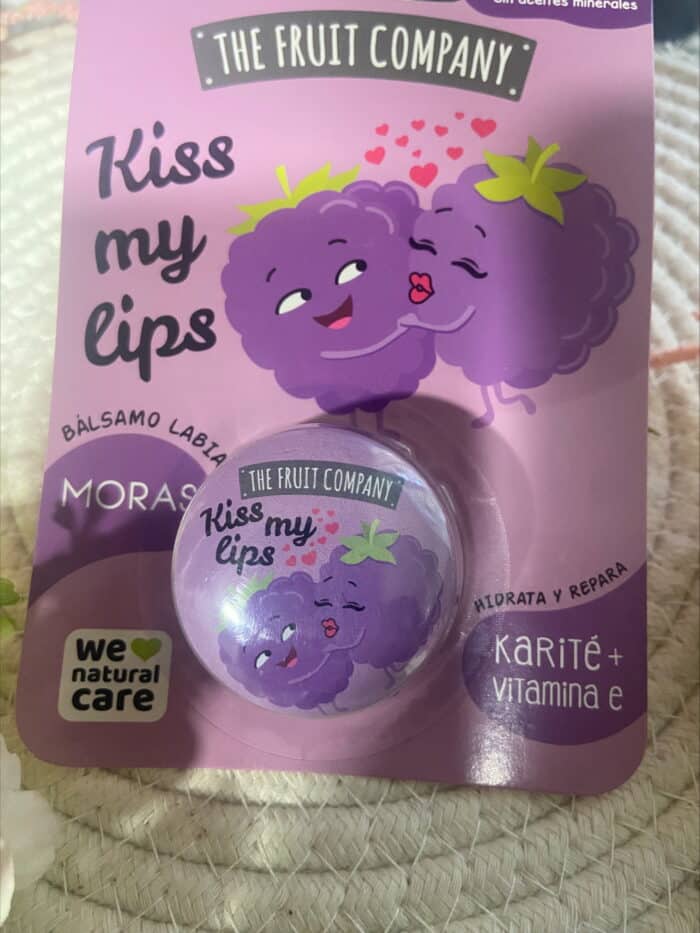 sin aceites minerales
THE FRUIT COMPANY
Kiss
my
lips
BÁLSAMO
MORAS
THE FRUIT COMPANY
Kiss my
lips
HIDRATA Y REPARA
KARITÉ +
VITAMINA E
we
natural
care